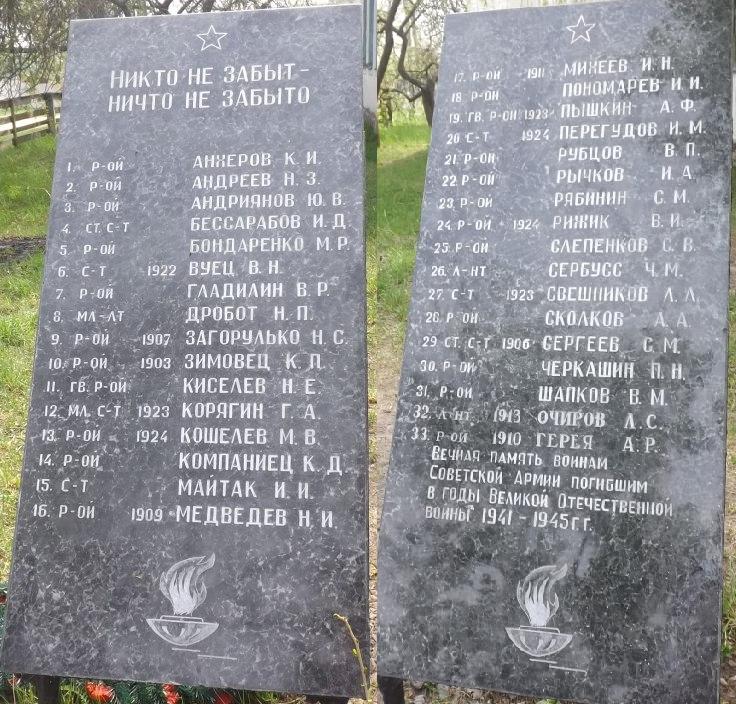 НИКТО НЕ ЗАБЫТ-
НИЧТО НЕ ЗАБЫТО
1. Р-ОЙ АНХЕРОВ К. И.
2. Р-ОЙ АНДРЕЕВ Н. З.
3. Р-ОЙ АНДРИЯНОВ Ю. В.
4. СТ. С-Т БЕССАРАБОВ И. Д.
5. Р-ОЙ БОНДАРЕНКО М. Р.
6. С-Т 1922 ВУЕЦ В. Н.
7. Р-ОЙ ГЛАДИЛИН В. Р.
8. МЛ-ЛТ ДРОБОТ Н. П.
9. Р-ОЙ 1907 ЗАГОРУЛЬКО Н. С.
10. Р-ОЙ 1903 ЗИМОВЕЦ К. П.
11. ГВ. Р-ОЙ КИСЕЛЕВ Н. Е.
12. МЛ. С-Т 1923 КОРЯГИН Г. А.
13. Р-ОЙ 1924 КОШЕЛЕВ М. В.
14. Р-ОЙ КОМПАНИЕЦ К. Д.
15. С-Т МАЙТАК И. И.
16. Р-ОЙ 1909 МЕДВЕДЕВ Н. И.
17. Р-ОЙ 1911 МИХЕЕВ И. Н.
18. Р-ОЙ ПОНОМАРЕВ И. И.
19. ГВ. Р-ОЙ 1923 ПЫШКИН А. Ф.
20. С-Т 1924 ПЕРЕГУДОВ И. М.
21. Р-ОЙ РУБЦОВ В. П.
22. Р-ОЙ РЫЧКОВ И. А.
23. Р-ОЙ РЯБИНИН С. М.
24. Р-ОЙ 1924 РИЖИК В. И.
25. Р-ОЙ СЛЕПЕНКОВ С. В.
26. Л-НТ СЕРБУСС Ч. М.
27. С-Т 1923 СВЕШНИКОВ Л. Л.
28. Р-ОЙ СКОЛКОВ А. А.
29. СТ. С-Т 1906 СЕРГЕЕВ С. М.
30. Р-ОЙ ЧЕРКАШИН П. Н.
31. Р-ОЙ ШАПКОВ В. М.
32. Л-НТ 1913 ОЧИРОВ Л. С.
33. Р-ОЙ 1910 ГЕРЕЯ А. Р.
ВЕЧНАЯ ПАМЯТЬ ВОИНАМ
СОВЕТСКОЙ АРМИИ ПОГИБШИМ
В ГОДЫ ВЕЛИКОЙ ОТЕЧЕСТВЕННОЙ
ВОЙНЫ 1941 - 1945 г г.